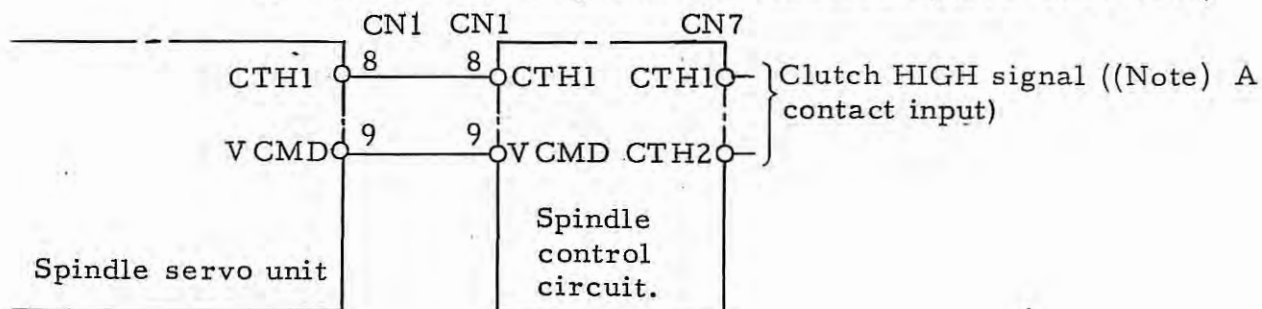 CN1 CN1 CN7
CTH1 8 8 CTH1 CTH1 Clutch HIGH signal ((Note) A
contact input)
VCMD 9 9 VCMD CTH2
Spindle
control
circuit.
Spindle servo unit